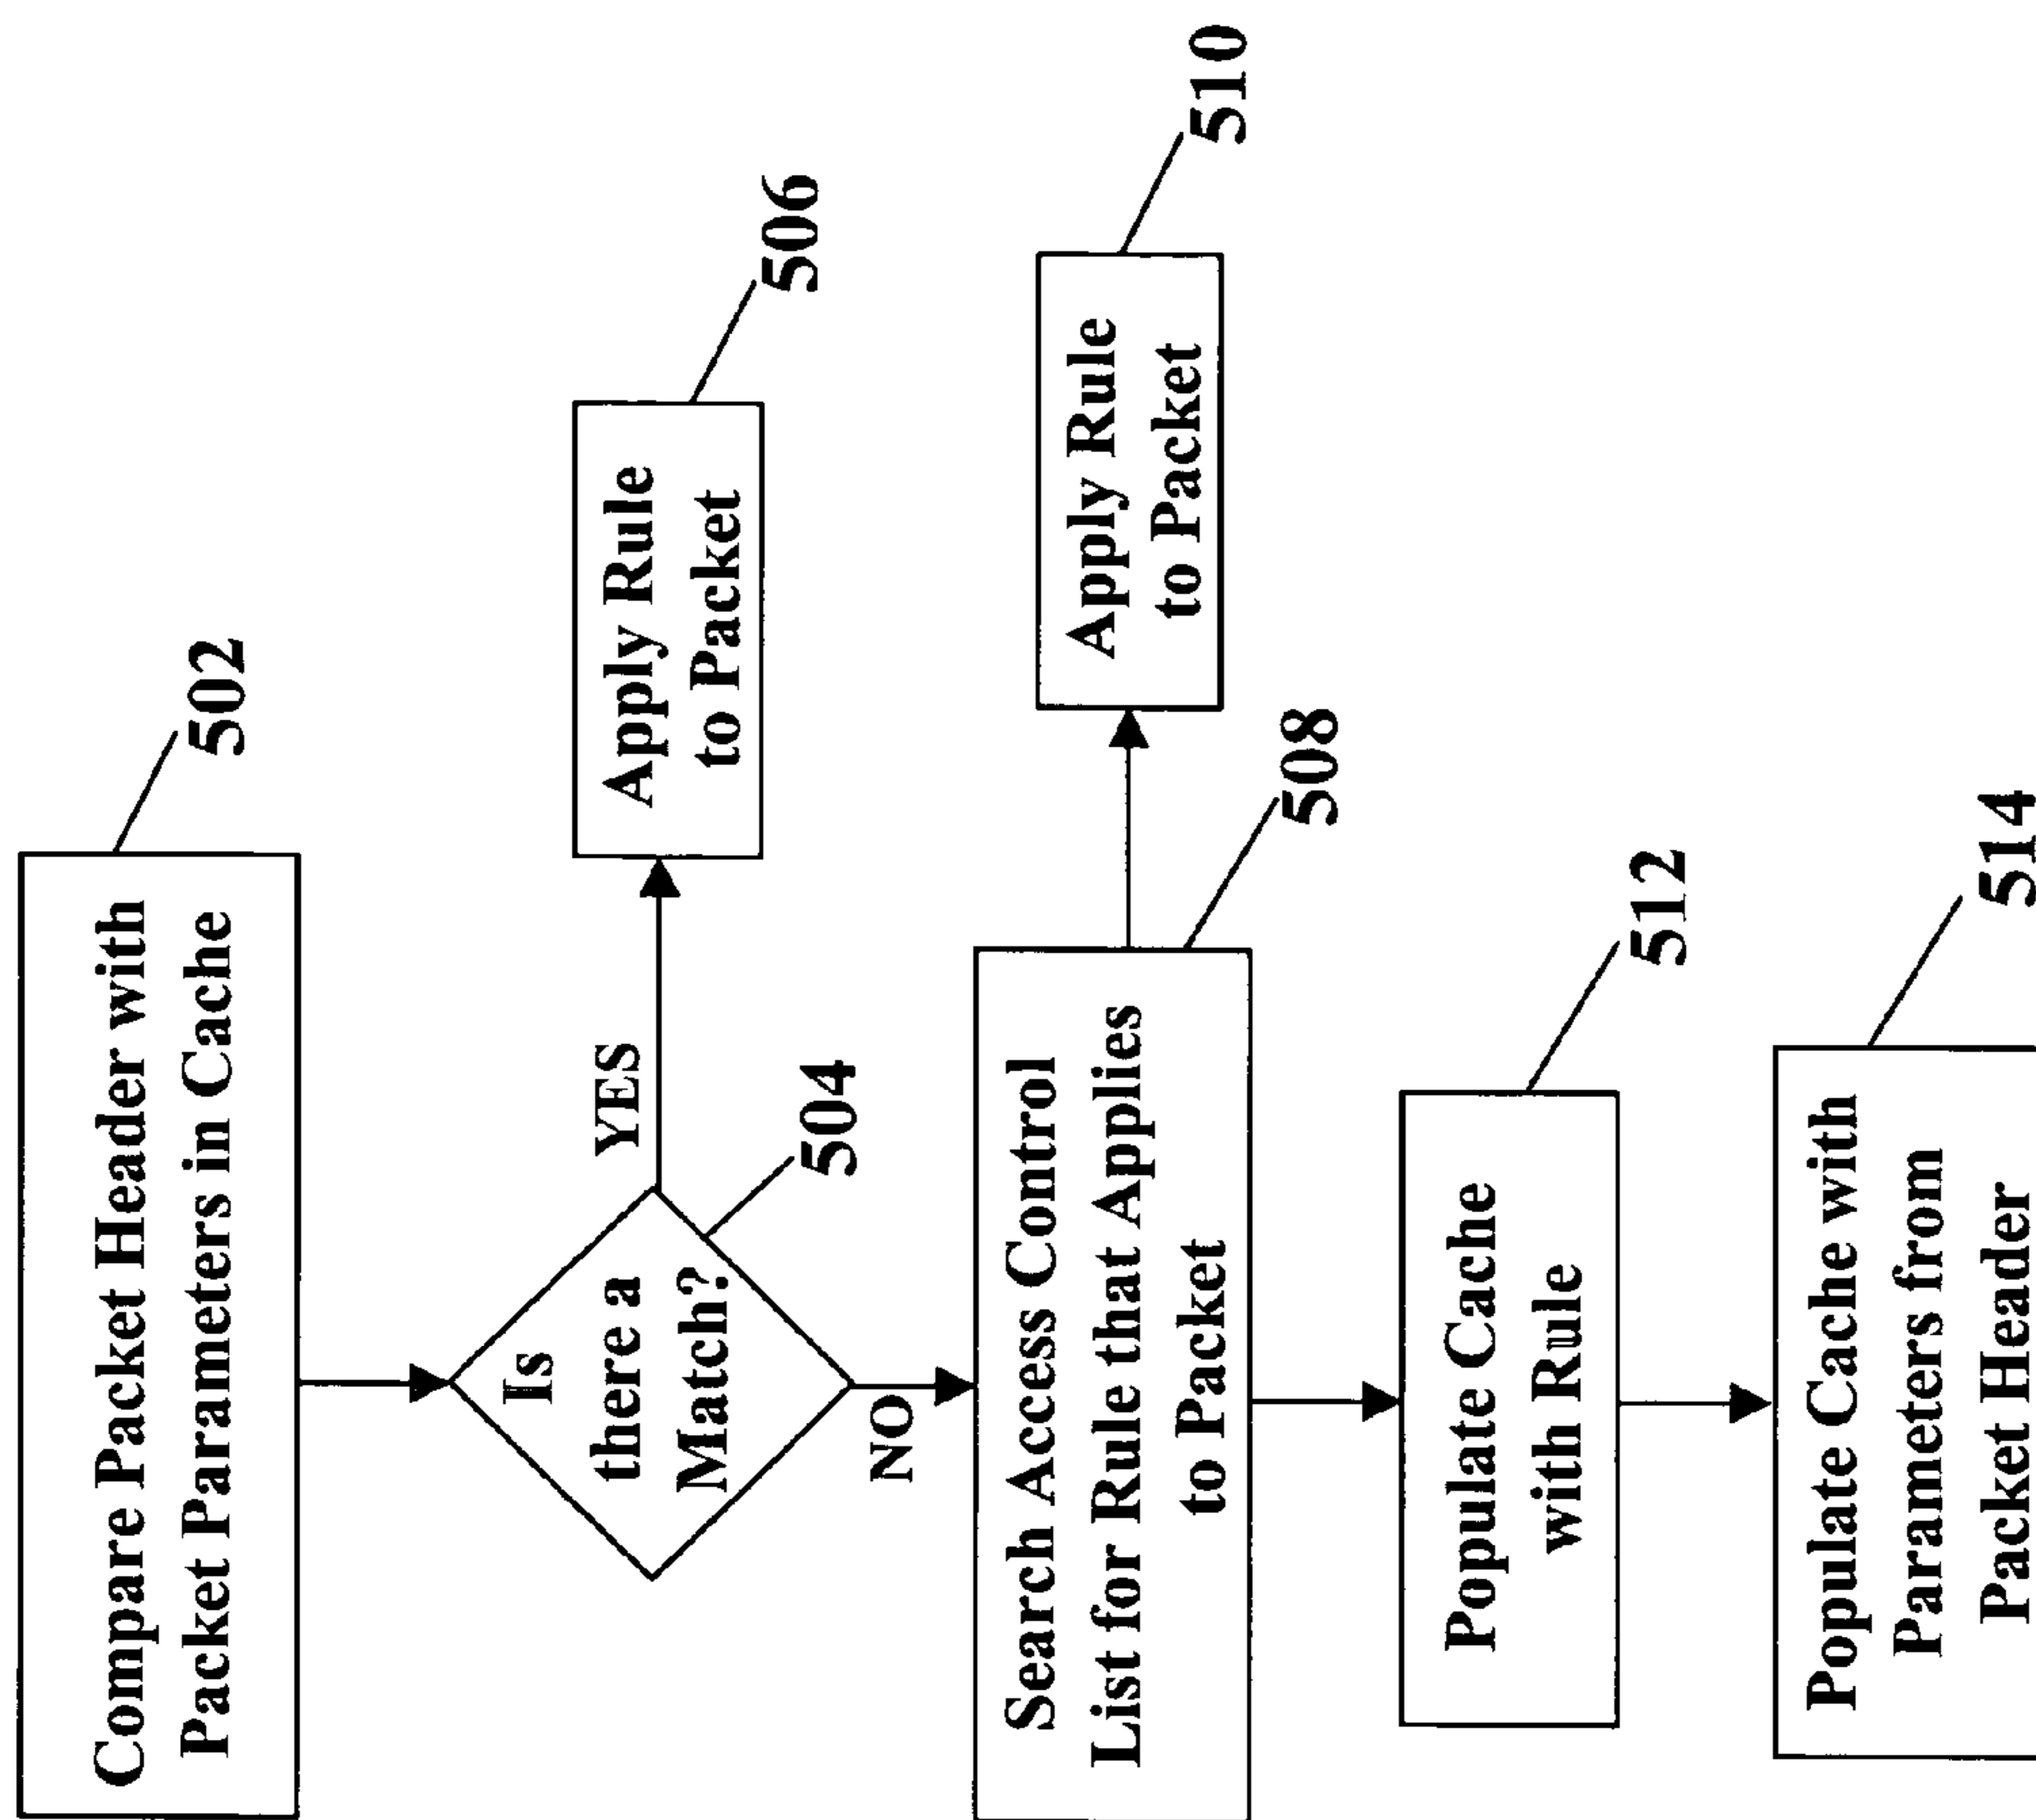 Compare Packet Header with
Packet Parameters in Cache
502
Is
there a
Match?
504
YES
NO
Apply Rule
to Packet
506
Search Access Control
List for Rule that Applies
to Packet
508
Apply Rule
to Packet
510
Populate Cache
with Rule
512
Populate Cache with
Parameters from
Packet Header
514